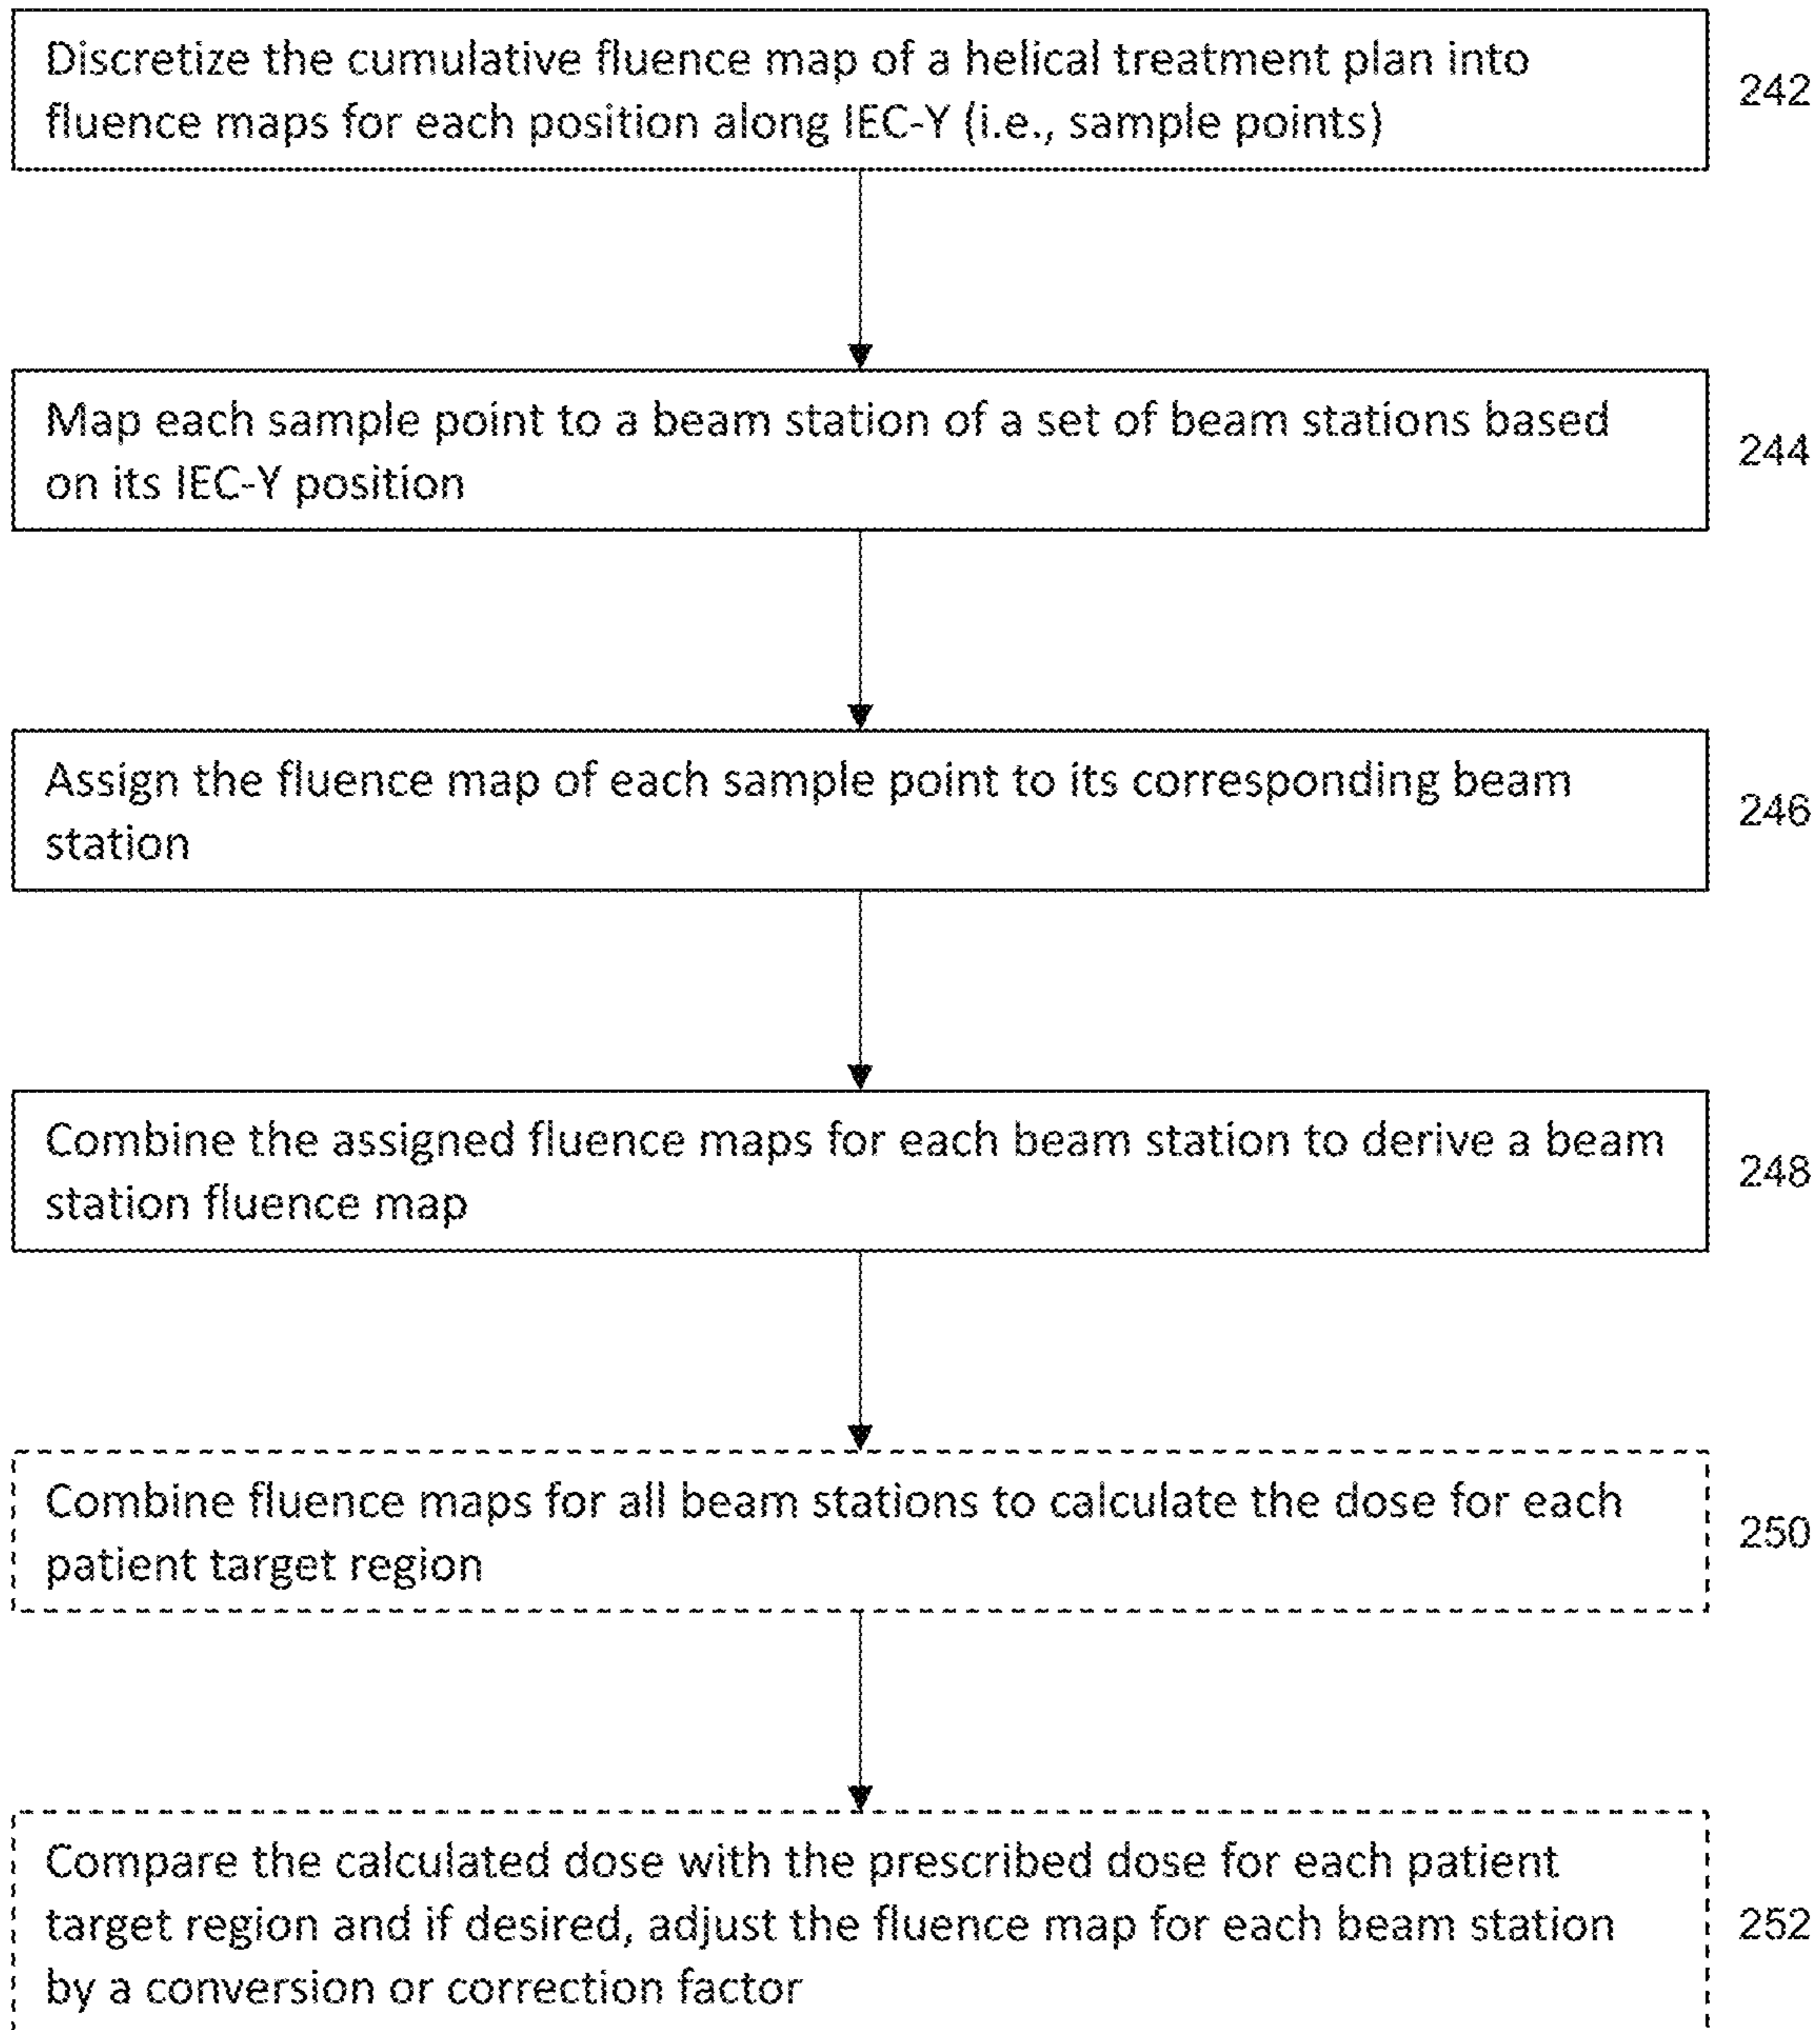 Discretize the cumulative fluence map of a helical treatment plan into
fluence maps for each position along IEC-Y (i.e., sample points)
242
Map each sample point to a beam station of a set of beam stations based
on its IEC-Y position
244
Assign the fluence map of each sample point to its corresponding beam
station
246
Combine the assigned fluence maps for each beam station to derive a beam
station fluence map
248
Combine fluence maps for all beam stations to calculate the dose for each
patient target region
250
Compare the calculated dose with the prescribed dose for each patient
target region and if desired, adjust the fluence map for each beam station
by a conversion or correction factor
252